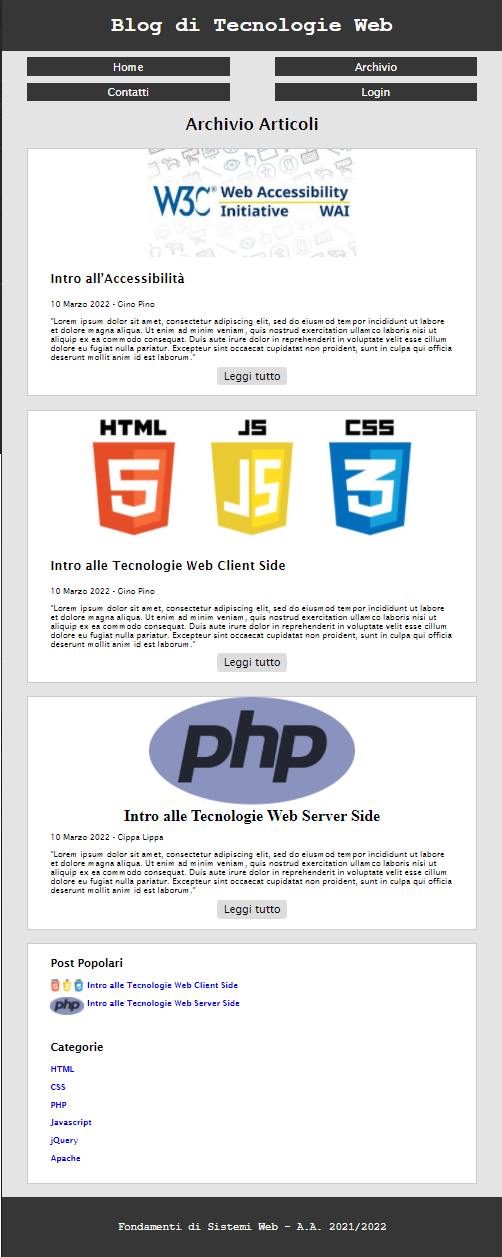 Blog di Tecnologie Web
Home
Archivio
Contatti
Login
Archivio Articoli
W3C® Web Accessibility
Initiative WAI
Intro all'Accessibilità
10 Marzo 2022 - Gino Pino
"Lorem ipsum dolor sit amet, consectetur adipiscing elit, sed do eiusmod tempor incididunt ut labore
et dolore magna aliqua. Ut enim ad minim veniam, quis nostrud exercitation ullamco laboris nisi ut
aliquip ex ea commodo consequat. Duis aute irure dolor in reprehenderit in voluptate velit esse cillum
dolore eu fugiat nulla pariatur. Excepteur sint occaecat cupidatat non proident, sunt in culpa qui officia
deserunt mollit anim id est laborum."
Leggi tutto
HTML JS CSS
5 JS 3
Intro alle Tecnologie Web Client Side
10 Marzo 2022 - Gino Pino
"Lorem ipsum dolor sit amet, consectetur adipiscing elit, sed do eiusmod tempor incididunt ut labore
et dolore magna aliqua. Ut enim ad minim veniam, quis nostrud exercitation ullamco laboris nisi ut
aliquip ex ea commodo consequat. Duis aute irure dolor in reprehenderit in voluptate velit esse cillum
dolore eu fugiat nulla pariatur. Excepteur sint occaecat cupidatat non proident, sunt in culpa qui officia
deserunt mollit anim id est laborum."
Leggi tutto
php
Intro alle Tecnologie Web Server Side
10 Marzo 2022 - Cippa Lippa
"Lorem ipsum dolor sit amet, consectetur adipiscing elit, sed do eiusmod tempor incididunt ut labore
et dolore magna aliqua. Ut enim ad minim veniam, quis nostrud exercitation ullamco laboris nisi ut
aliquip ex ea commodo consequat. Duis aute irure dolor in reprehenderit in voluptate velit esse cillum
dolore eu fugiat nulla pariatur. Excepteur sint occaecat cupidatat non proident, sunt in culpa qui officia
deserunt mollit anim id est laborum."
Leggi tutto
Post Popolari
Intro alle Tecnologie Web Client Side
php Intro alle Tecnologie Web Server Side
Categorie
HTML
CSS
PHP
Javascript
jQuery
Apache
Fondamenti di Sistemi Web - A.A. 2021/2022